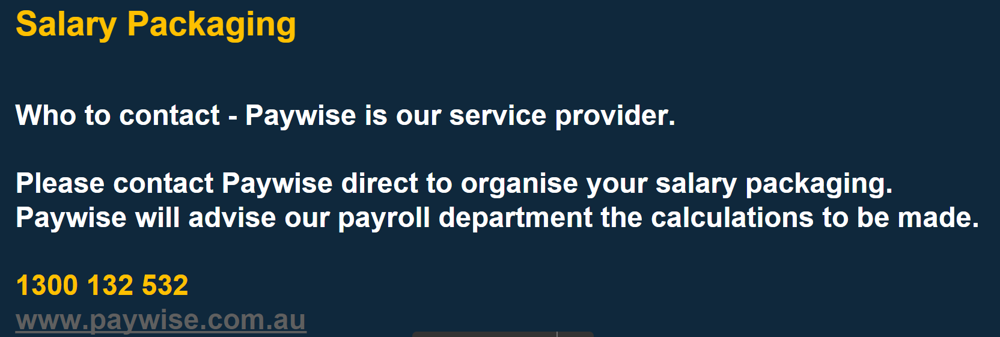 Salary Packaging
Who to contact - Paywise is our service provider.
Please contact Paywise direct to organise your salary packaging.
Paywise will advise our payroll department the calculations to be made.
1300 132 532
www.paywise.com.au